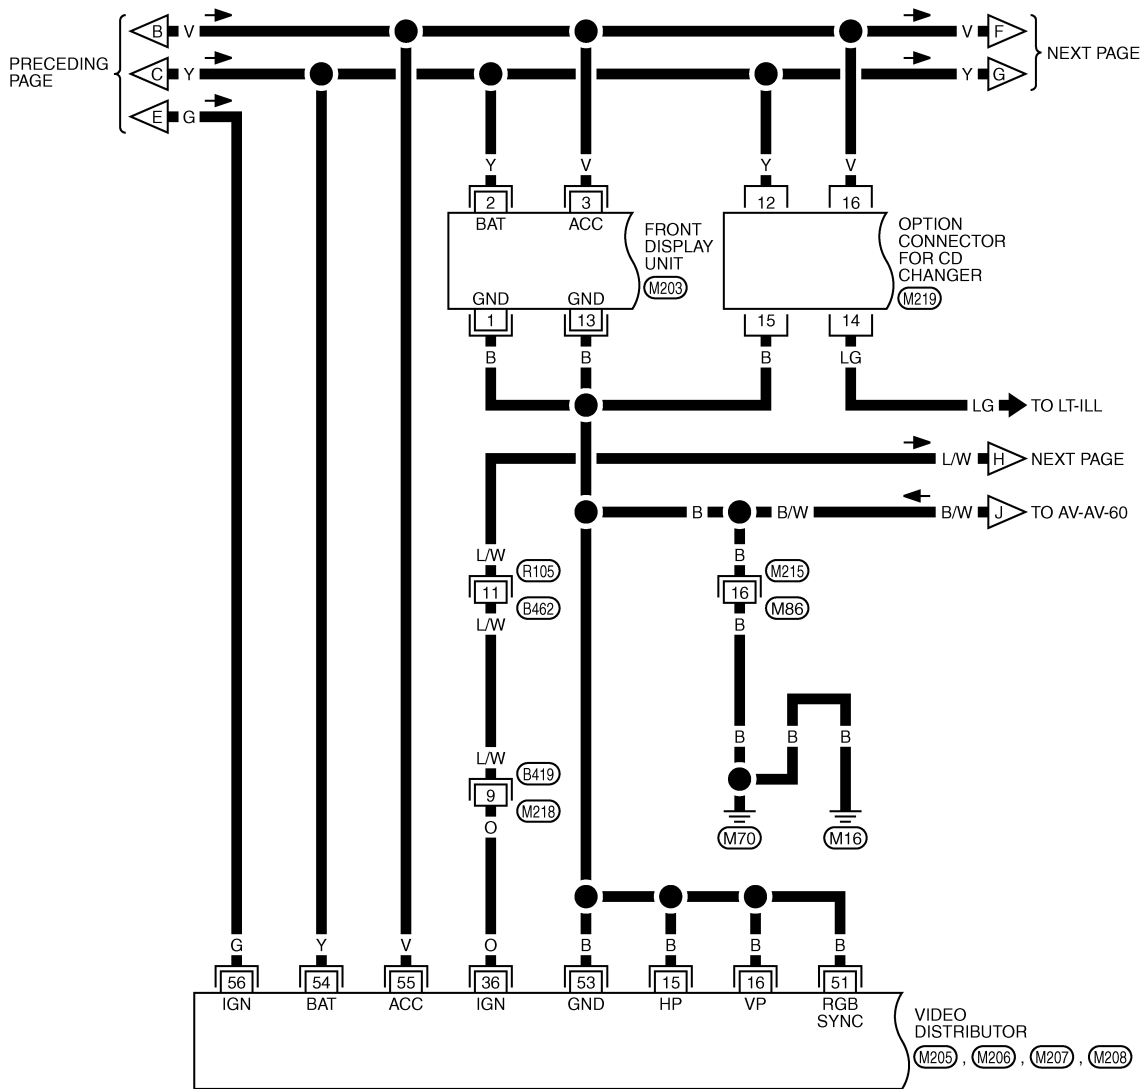 B V V F
PRECEDING
PAGE
NEXT PAGE
C Y Y G
E G
Y V Y V
2 3 12 16
BAT ACC
FRONT
DISPLAY
UNIT
M203
OPTION
CONNECTOR
FOR CD
CHANGER
M219
GND GND
1 13 15 14
B B B LG
LG TO LT-ILL
L/W H NEXT PAGE
B B/W B/W J TO AV-AV-60
L/W B
R105 M215
11 16
B462 M86
L/W B
B B B
L/W
B419
9
M218
O
M70 M16
G Y V O B B B B
56 54 55 36 53 15 16 51
IGN BAT ACC IGN GND HP VP RGB
SYNC
VIDEO
DISTRIBUTOR
M205 , M206 , M207 , M208